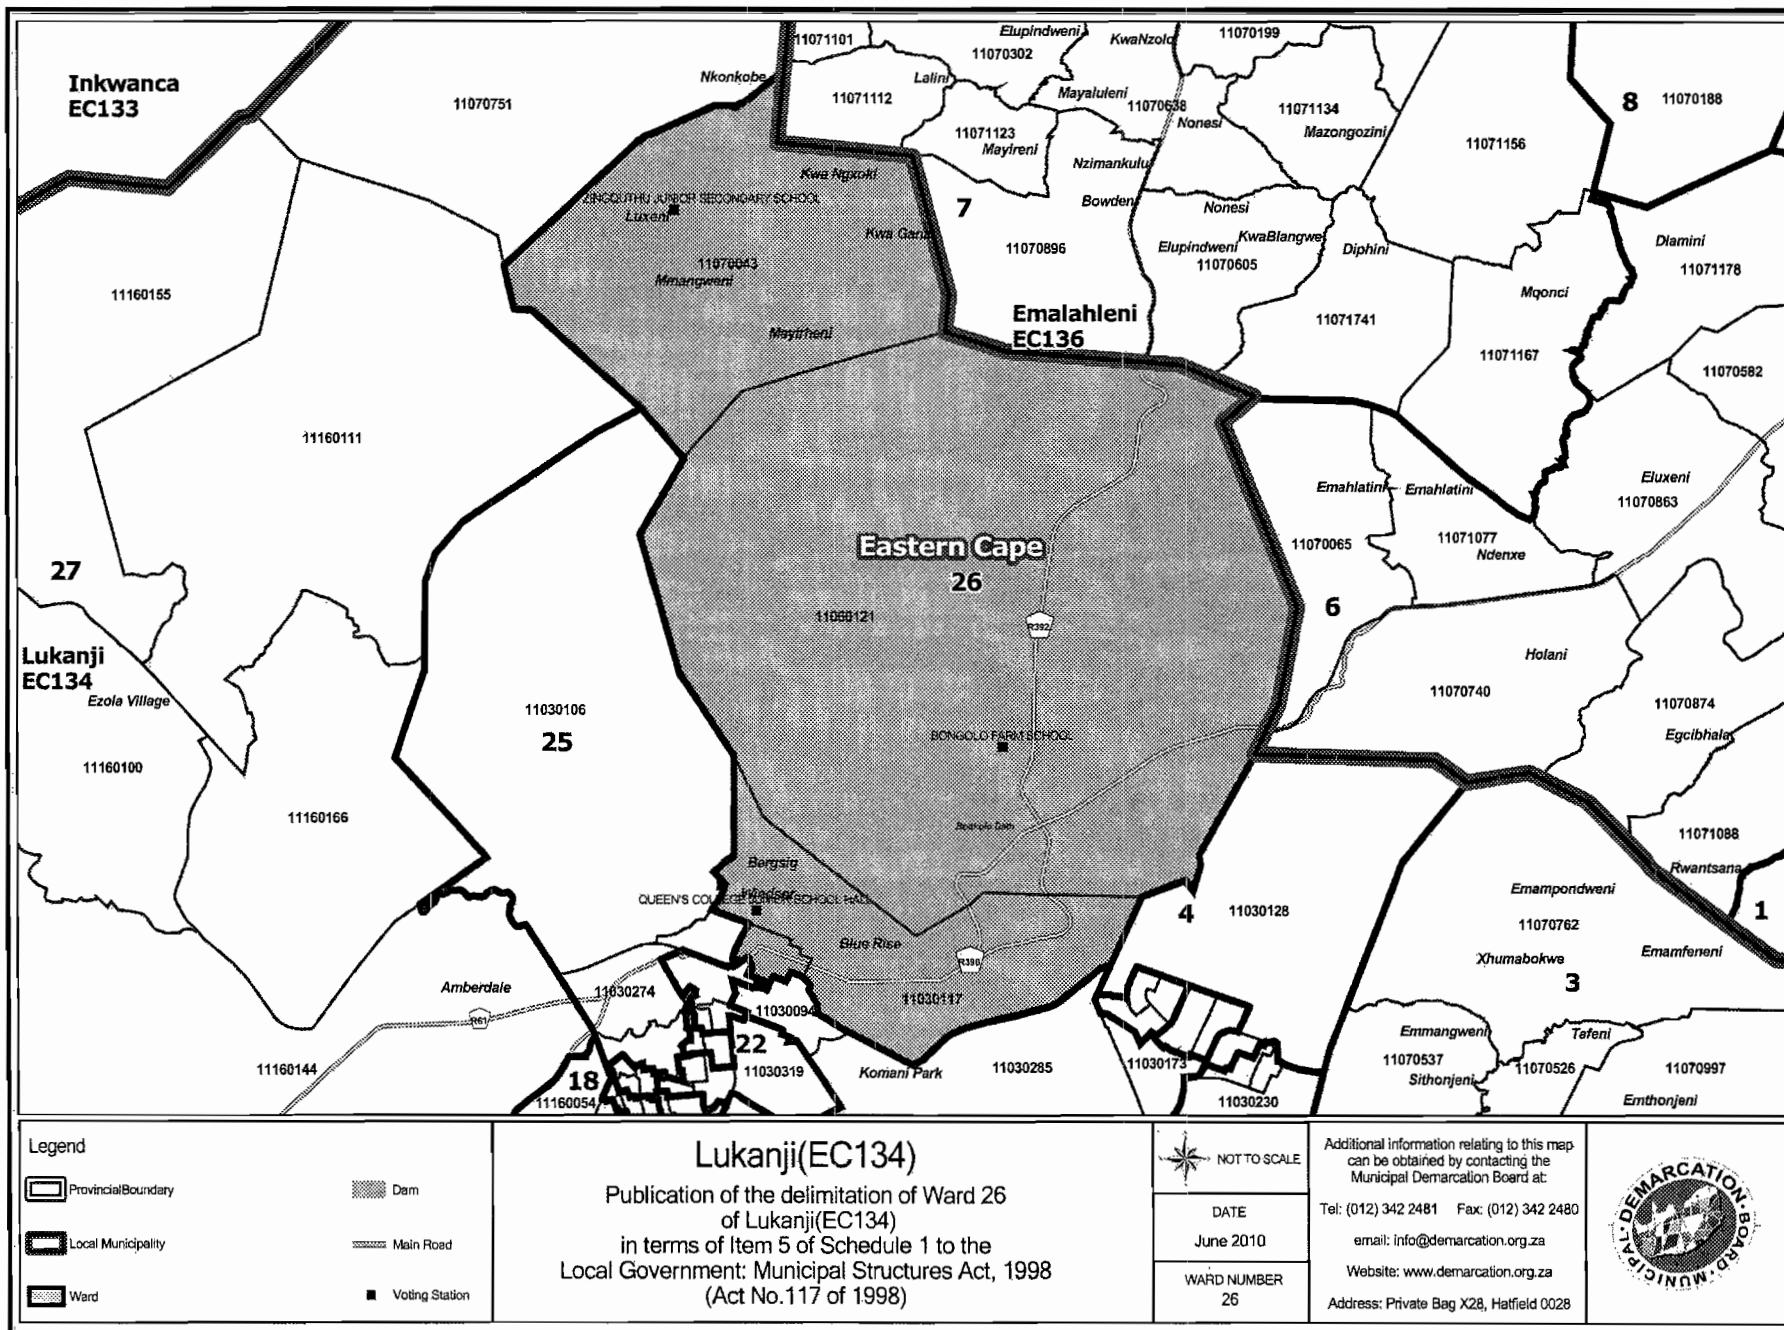 Inkwanca
EC133
11070751
Nkonkobe
11071101
Elupindweni
11070302
KwaNzolo
11070199
Lalini
11071112
Mayaluleni
11070638
Nonesi
11071134
Mazongozini
8
11070188
11071123
Mayireni
Nzimankulu
11071156
Kwa Ngxoki
ZINGQUTHU JUNIOR SECONDARY SCHOOL
Luxeni
7
Bowden
Nonesi
Kwa Gana
11070896
Elupindweni
KwaBlangwe
11070605
Diphini
Dlamini
11071178
11070043
Mmangweni
11160155
Mqonci
Emalahleni
EC136
11071741
Mayirheni
11071167
11070582
11160111
Emahlatini
Emahlatini
Eluxeni
11070863
Eastern Cape
26
11070065
11071077
Ndenxe
27
11060121
R392
6
Lukanji
EC134
Ezola Village
Holani
11070740
11070874
11030106
25
BONGOLO FARM SCHOOL
Egcibhala
11160100
11160166
Bongolo Dam
11071088
Rwantsana
Bergsig
Windsor
QUEEN'S COLLEGE JUNIOR SCHOOL HALL
Emampondweni
4
11030128
11070762
1
Blue Rise
Xhumabokwe
Emamfeneni
3
R390
Amberdale
11030274
11030117
11030094
R61
22
Emmangweni
Tafeni
11160144
18
11030319
Komani Park
11030285
11030173
11070537
Sithonjeni
11070526
11070997
11160054
11030230
Emthonjeni
Legend
ProvincialBoundary
Dam
Local Municipality
Main Road
Ward
Voting Station
Lukanji(EC134)
Publication of the delimitation of Ward 26
of Lukanji(EC134)
in terms of Item 5 of Schedule 1 to the
Local Government: Municipal Structures Act, 1998
(Act No.117 of 1998)
NOT TO SCALE
DATE
June 2010
WARD NUMBER
26
Additional information relating to this map
can be obtained by contacting the
Municipal Demarcation Board at:
Tel: (012) 342 2481 Fax: (012) 342 2480
email: info@demarcation.org.za
Website: www.demarcation.org.za
Address: Private Bag X28, Hatfield 0028
MUNICIPAL • DEMARCATION • BOARD